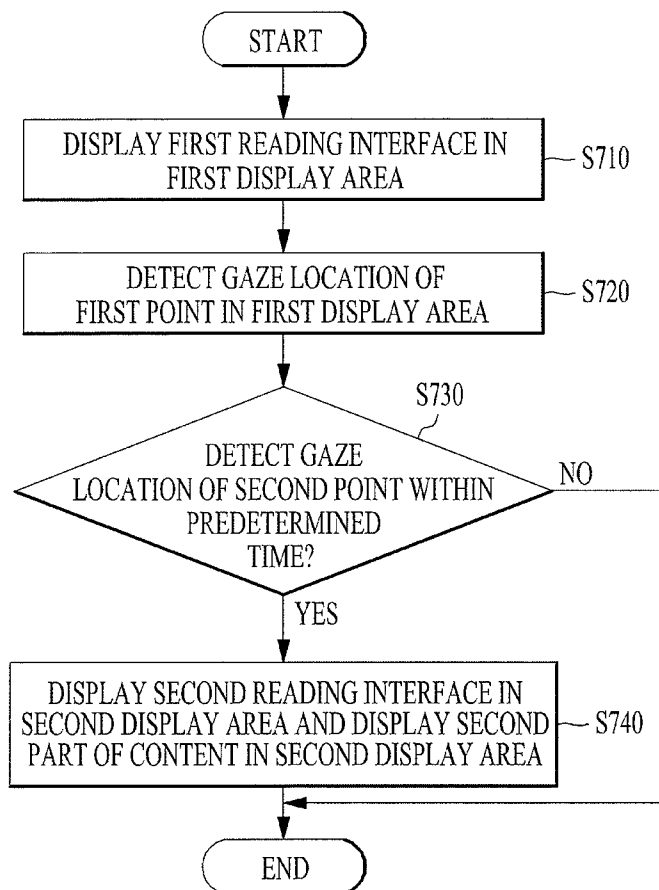 START
DISPLAY FIRST READING INTERFACE IN
FIRST DISPLAY AREA
S710
DETECT GAZE LOCATION OF
FIRST POINT IN FIRST DISPLAY AREA
S720
S730
DETECT GAZE
LOCATION OF SECOND POINT WITHIN
PREDETERMINED
TIME?
NO
YES
DISPLAY SECOND READING INTERFACE IN
SECOND DISPLAY AREA AND DISPLAY SECOND
PART OF CONTENT IN SECOND DISPLAY AREA
S740
END